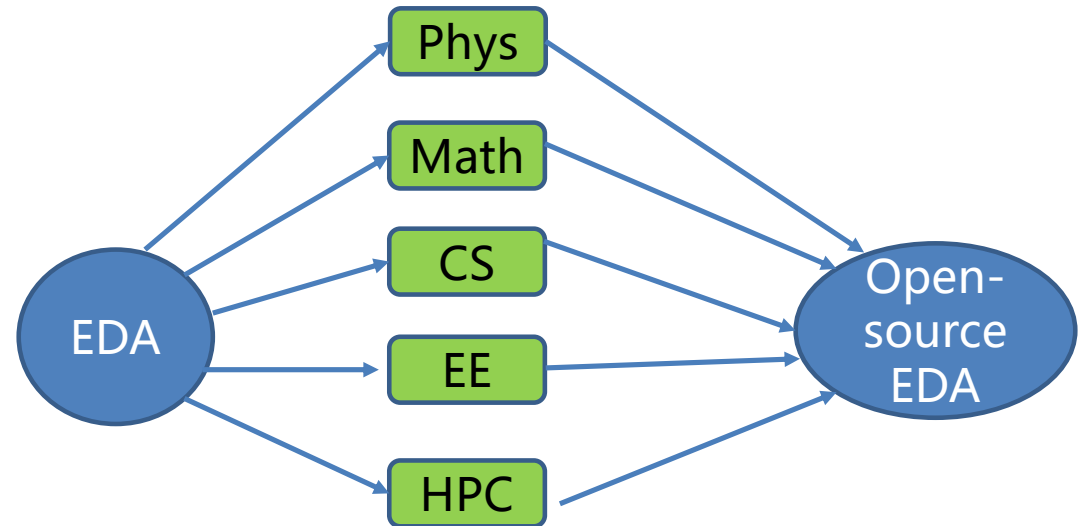 Phys
Math
CS
EE
HPC
EDA
Open-
source
EDA